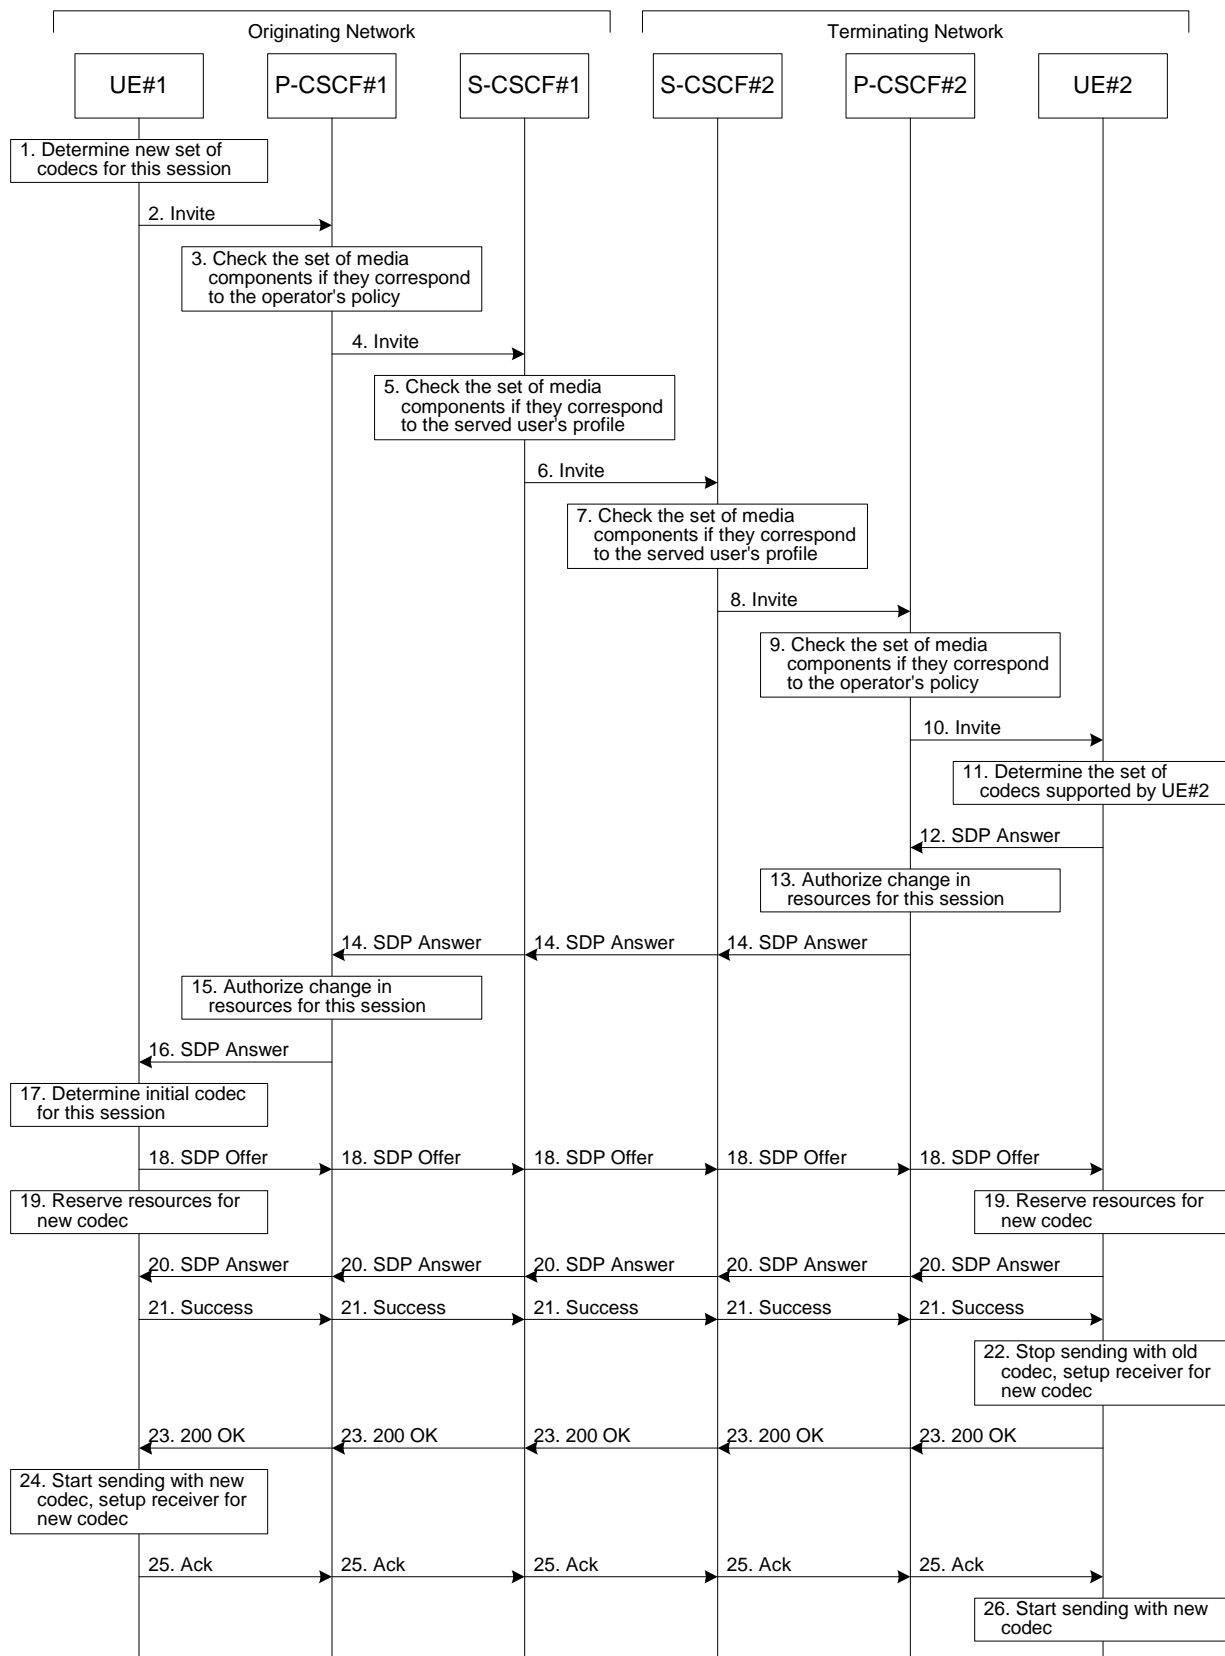 Originating Network
Terminating Network
UE#1
P-CSCF#1
S-CSCF#1
S-CSCF#2
P-CSCF#2
UE#2
1. Determine new set of
codecs for this session
2. Invite
3. Check the set of media
components if they correspond
to the operator's policy
4. Invite
5. Check the set of media
components if they correspond
to the served user's profile
6. Invite
7. Check the set of media
components if they correspond
to the served user's profile
8. Invite
9. Check the set of media
components if they correspond
to the operator's policy
10. Invite
11. Determine the set of
codecs supported by UE#2
12. SDP Answer
13. Authorize change in
resources for this session
14. SDP Answer
14. SDP Answer
14. SDP Answer
15. Authorize change in
resources for this session
16. SDP Answer
17. Determine initial codec
for this session
18. SDP Offer
18. SDP Offer
18. SDP Offer
18. SDP Offer
18. SDP Offer
19. Reserve resources for
new codec
19. Reserve resources for
new codec
20. SDP Answer
20. SDP Answer
20. SDP Answer
20. SDP Answer
20. SDP Answer
21. Success
21. Success
21. Success
21. Success
21. Success
22. Stop sending with old
codec, setup receiver for
new codec
23. 200 OK
23. 200 OK
23. 200 OK
23. 200 OK
23. 200 OK
24. Start sending with new
codec, setup receiver for
new codec
25. Ack
25. Ack
25. Ack
25. Ack
25. Ack
26. Start sending with new
codec